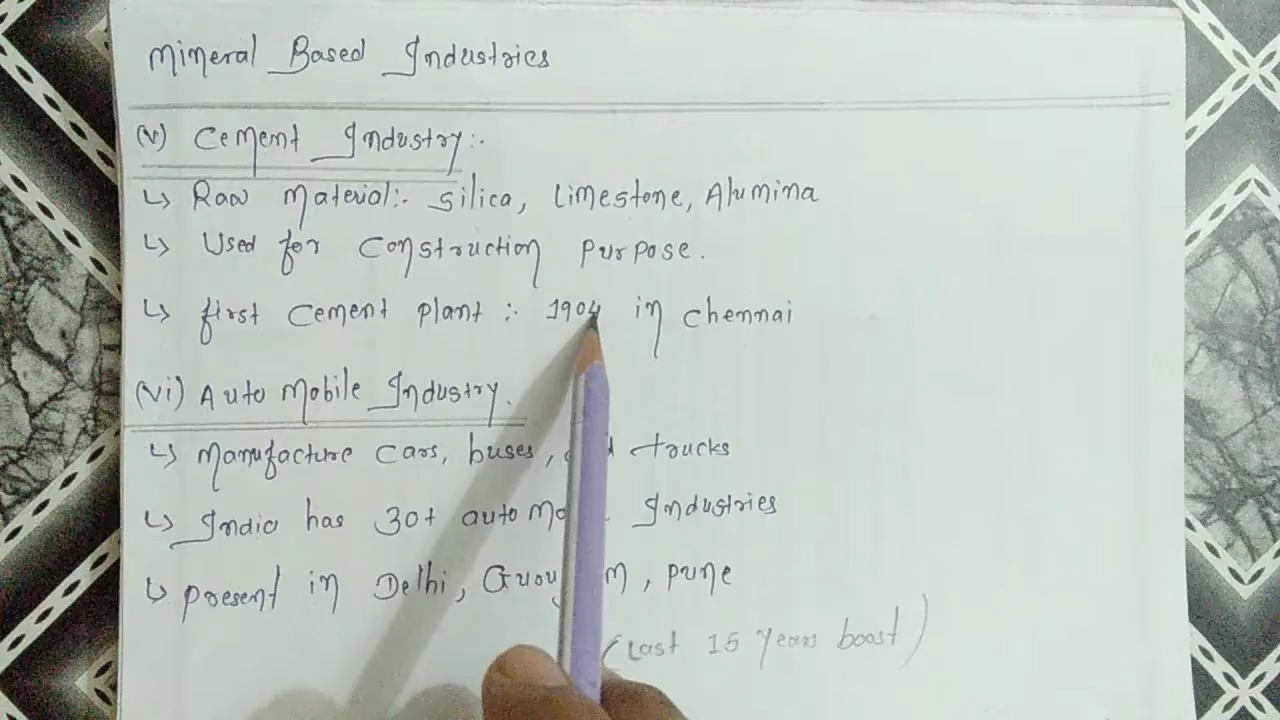 Mineral Based Industries
(v) Cement Industry:-
↳ Raw Material:- Silica, Limestone, Alumina
↳ Used for Construction Purpose.
↳ first Cement plant :- 1904 in Chennai
(vi) Auto Mobile Industry.
↳ Manufacture Cars, buses, trucks
↳ India has 30+ Industries
↳ present in Delhi, Pune
(Last 15 Years boost)